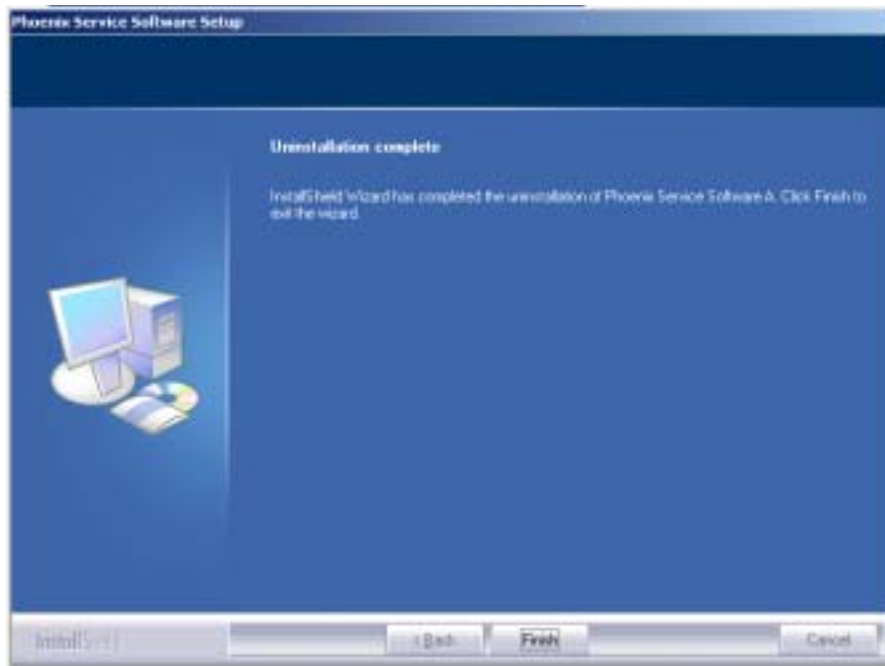 Phoenix Service Software Setup
Uninstallation complete
InstallShield Wizard has completed the uninstallation of Phoenix Service Software A. Click Finish to
exit the wizard.
InstallShield
< Back
Finish
Cancel